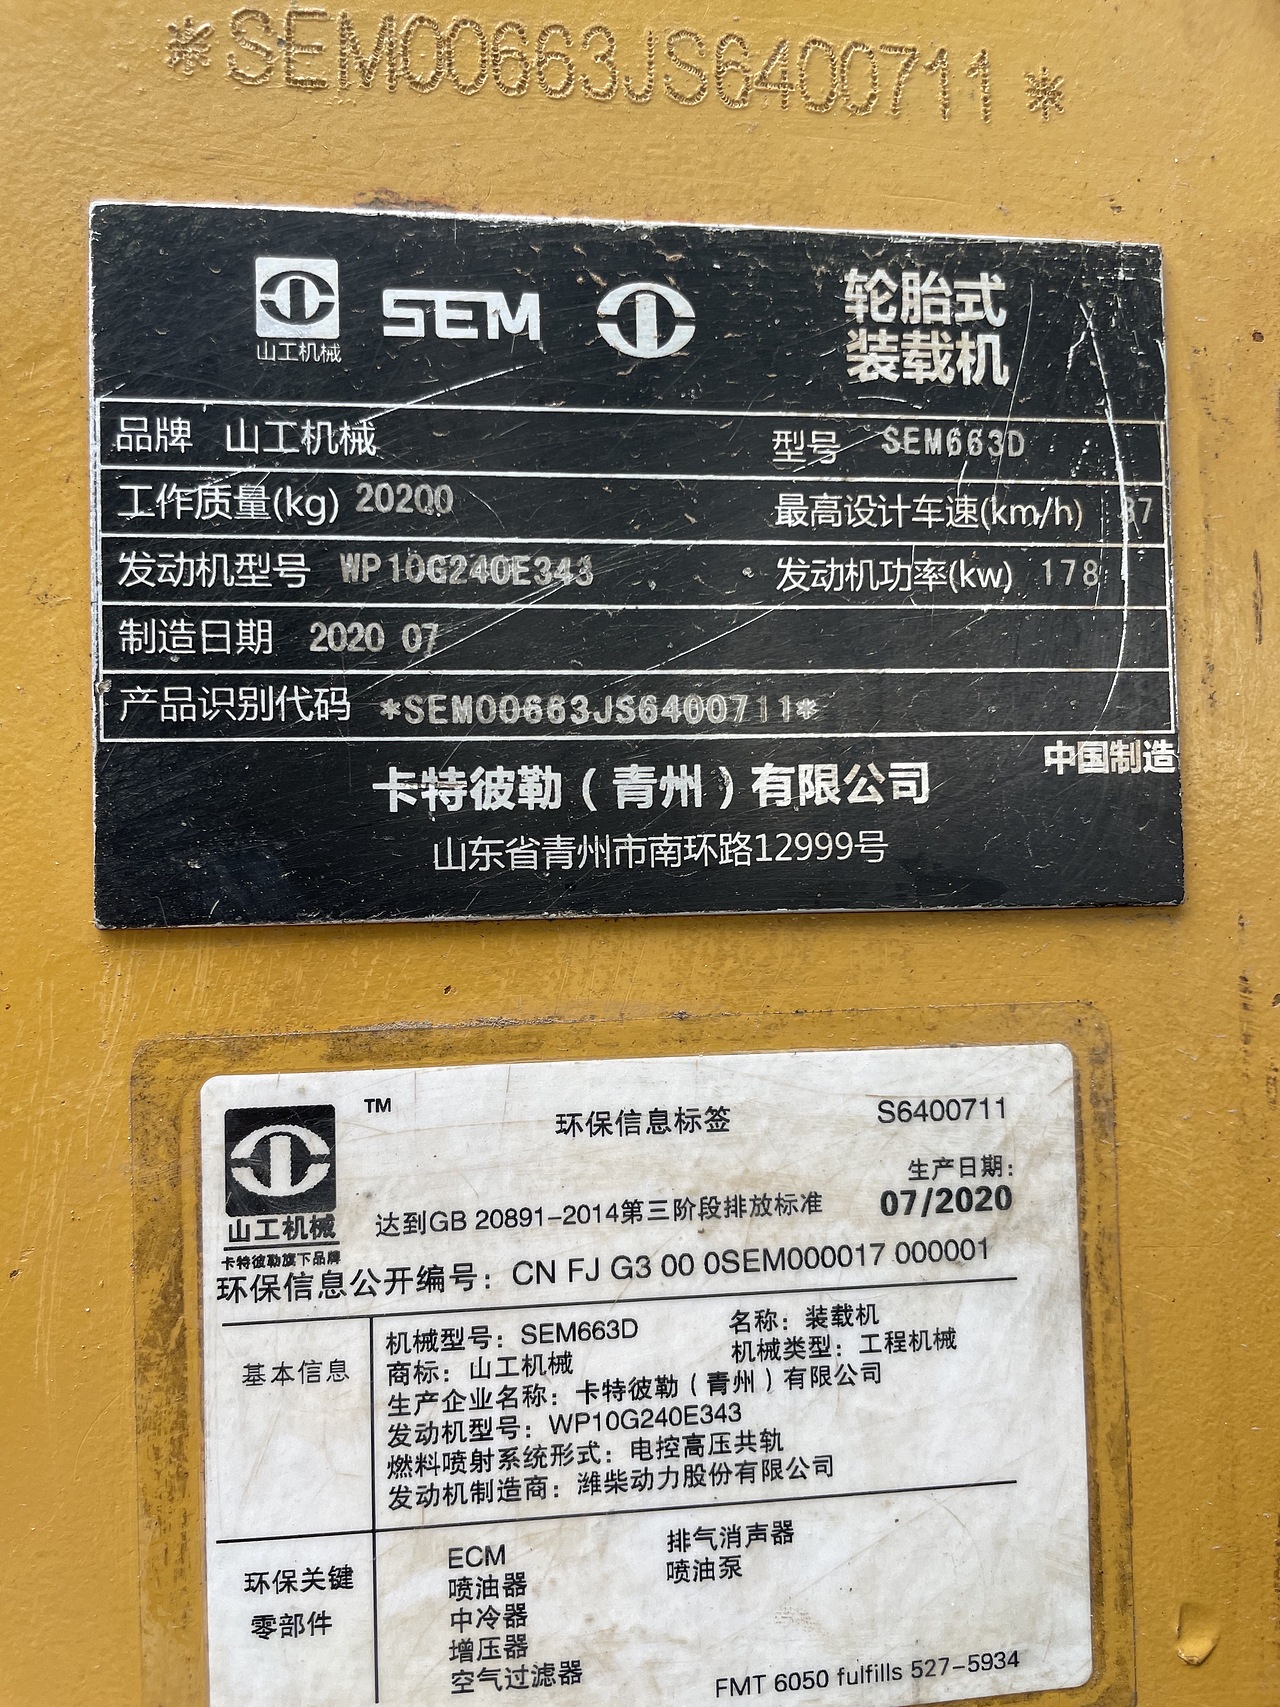 *SEM00663JS6400711*
山工机械
SEM
轮胎式
装载机
品牌 山工机械 型号 SEM663D
工作质量(kg) 20200 最高设计车速(km/h) 37
发动机型号 WP10G240E343 发动机功率(kw) 178
制造日期 2020 07
产品识别代码 *SEM00663JS6400711*
中国制造
卡特彼勒(青州)有限公司
山东省青州市南环路12999号
TM
环保信息标签
S6400711
生产日期:
07/2020
山工机械
卡特彼勒旗下品牌
达到GB 20891-2014第三阶段排放标准
环保信息公开编号: CN FJ G3 00 0SEM000017 000001
基本信息
机械型号: SEM663D 名称: 装载机
商标: 山工机械 机械类型: 工程机械
生产企业名称: 卡特彼勒(青州)有限公司
发动机型号: WP10G240E343
燃料喷射系统形式: 电控高压共轨
发动机制造商: 潍柴动力股份有限公司
环保关键
零部件
ECM 排气消声器
喷油器 喷油泵
中冷器
增压器
空气过滤器
FMT 6050 fulfills 527-5934